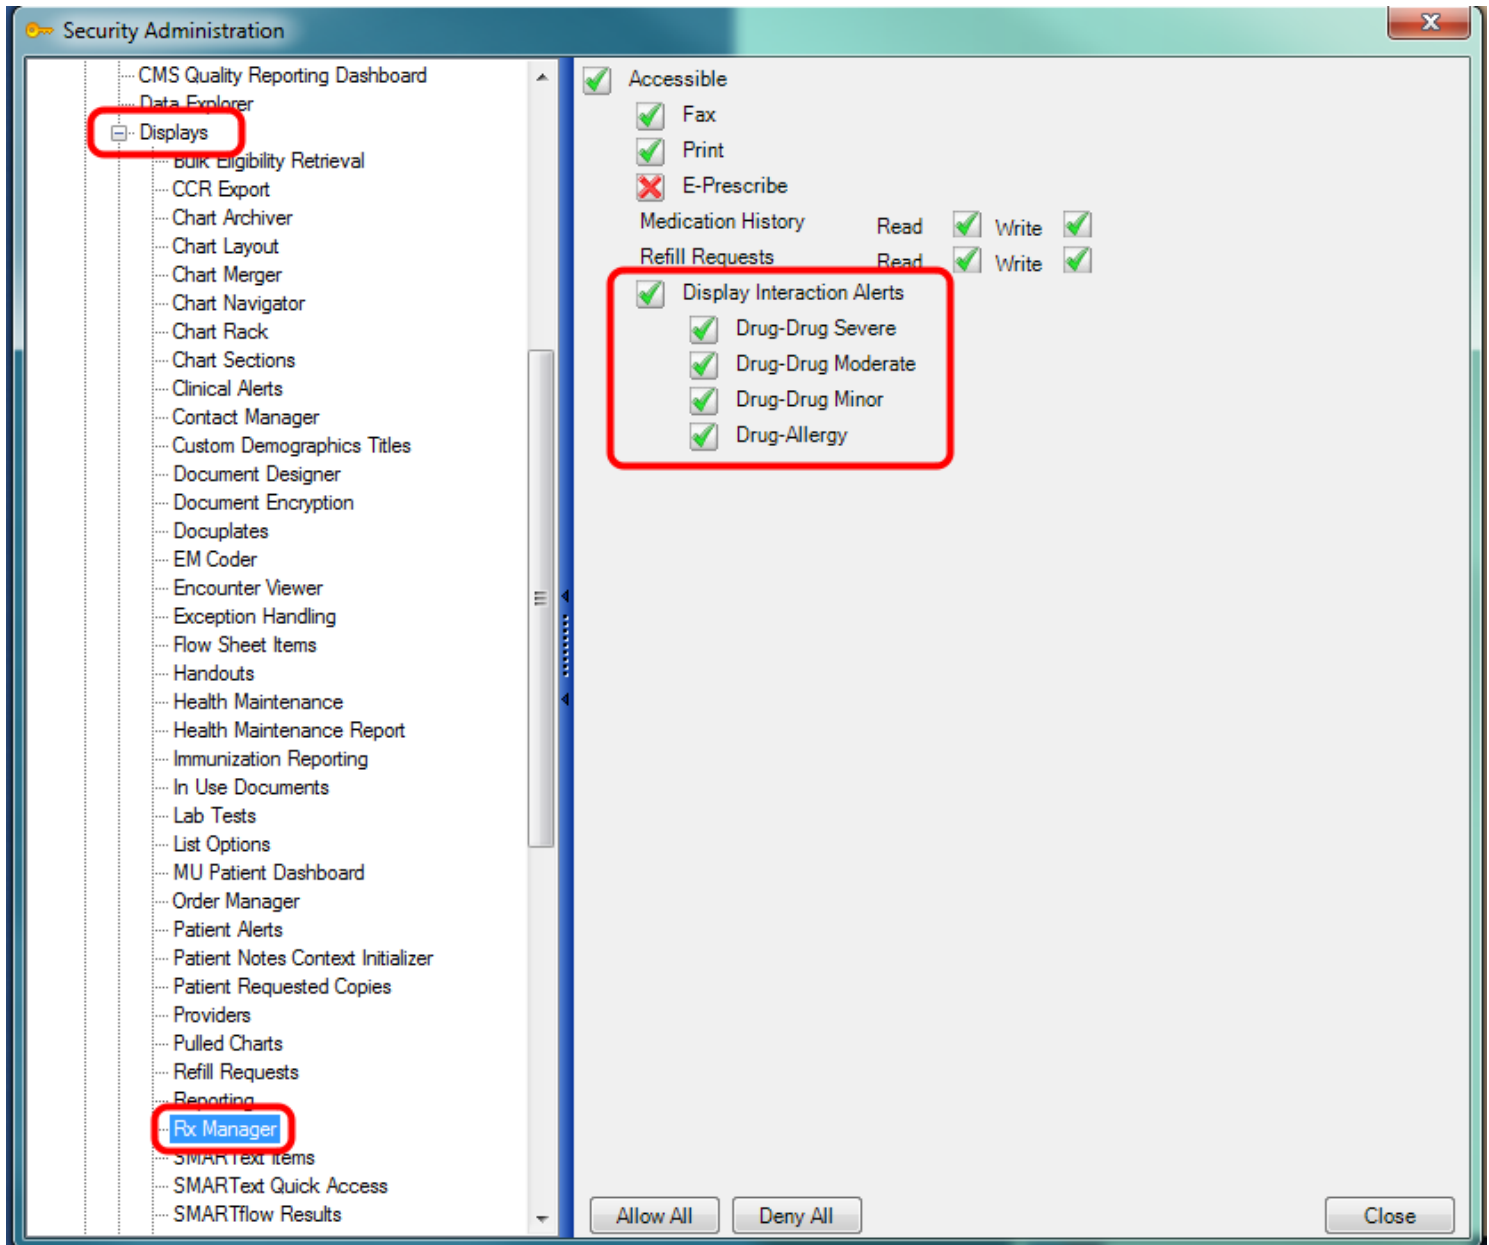 Security Administration
x
CMS Quality Reporting Dashboard
Data Explorer
Displays
Bulk Eligibility Retrieval
CCR Export
Chart Archiver
Chart Layout
Chart Merger
Chart Navigator
Chart Rack
Chart Sections
Clinical Alerts
Contact Manager
Custom Demographics Titles
Document Designer
Document Encryption
Docuplates
EM Coder
Encounter Viewer
Exception Handling
Flow Sheet Items
Handouts
Health Maintenance
Health Maintenance Report
Immunization Reporting
In Use Documents
Lab Tests
List Options
MU Patient Dashboard
Order Manager
Patient Alerts
Patient Notes Context Initializer
Patient Requested Copies
Providers
Pulled Charts
Refill Requests
Reporting
Rx Manager
SMARText Items
SMARText Quick Access
SMARTflow Results
Accessible
Fax
Print
E-Prescribe
Medication History Read Write
Refill Requests Read Write
Display Interaction Alerts
Drug-Drug Severe
Drug-Drug Moderate
Drug-Drug Minor
Drug-Allergy
Allow All Deny All Close